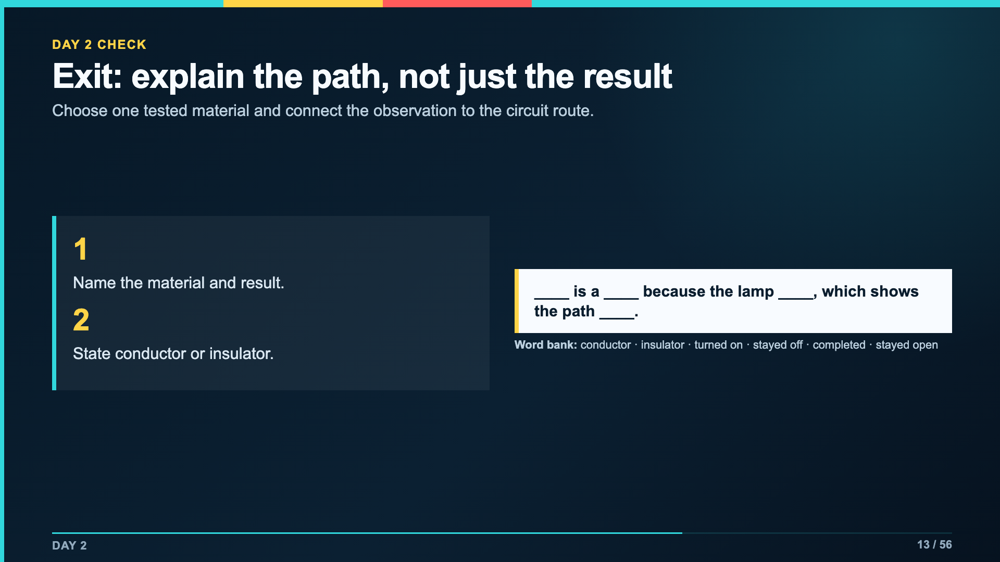 DAY 2 CHECK
Exit: explain the path, not just the result
Choose one tested material and connect the observation to the circuit route.
1
Name the material and result.
2
State conductor or insulator.
____ is a ____ because the lamp ____, which shows
the path ____.
Word bank: conductor · insulator · turned on · stayed off · completed · stayed open
DAY 2
13 / 56